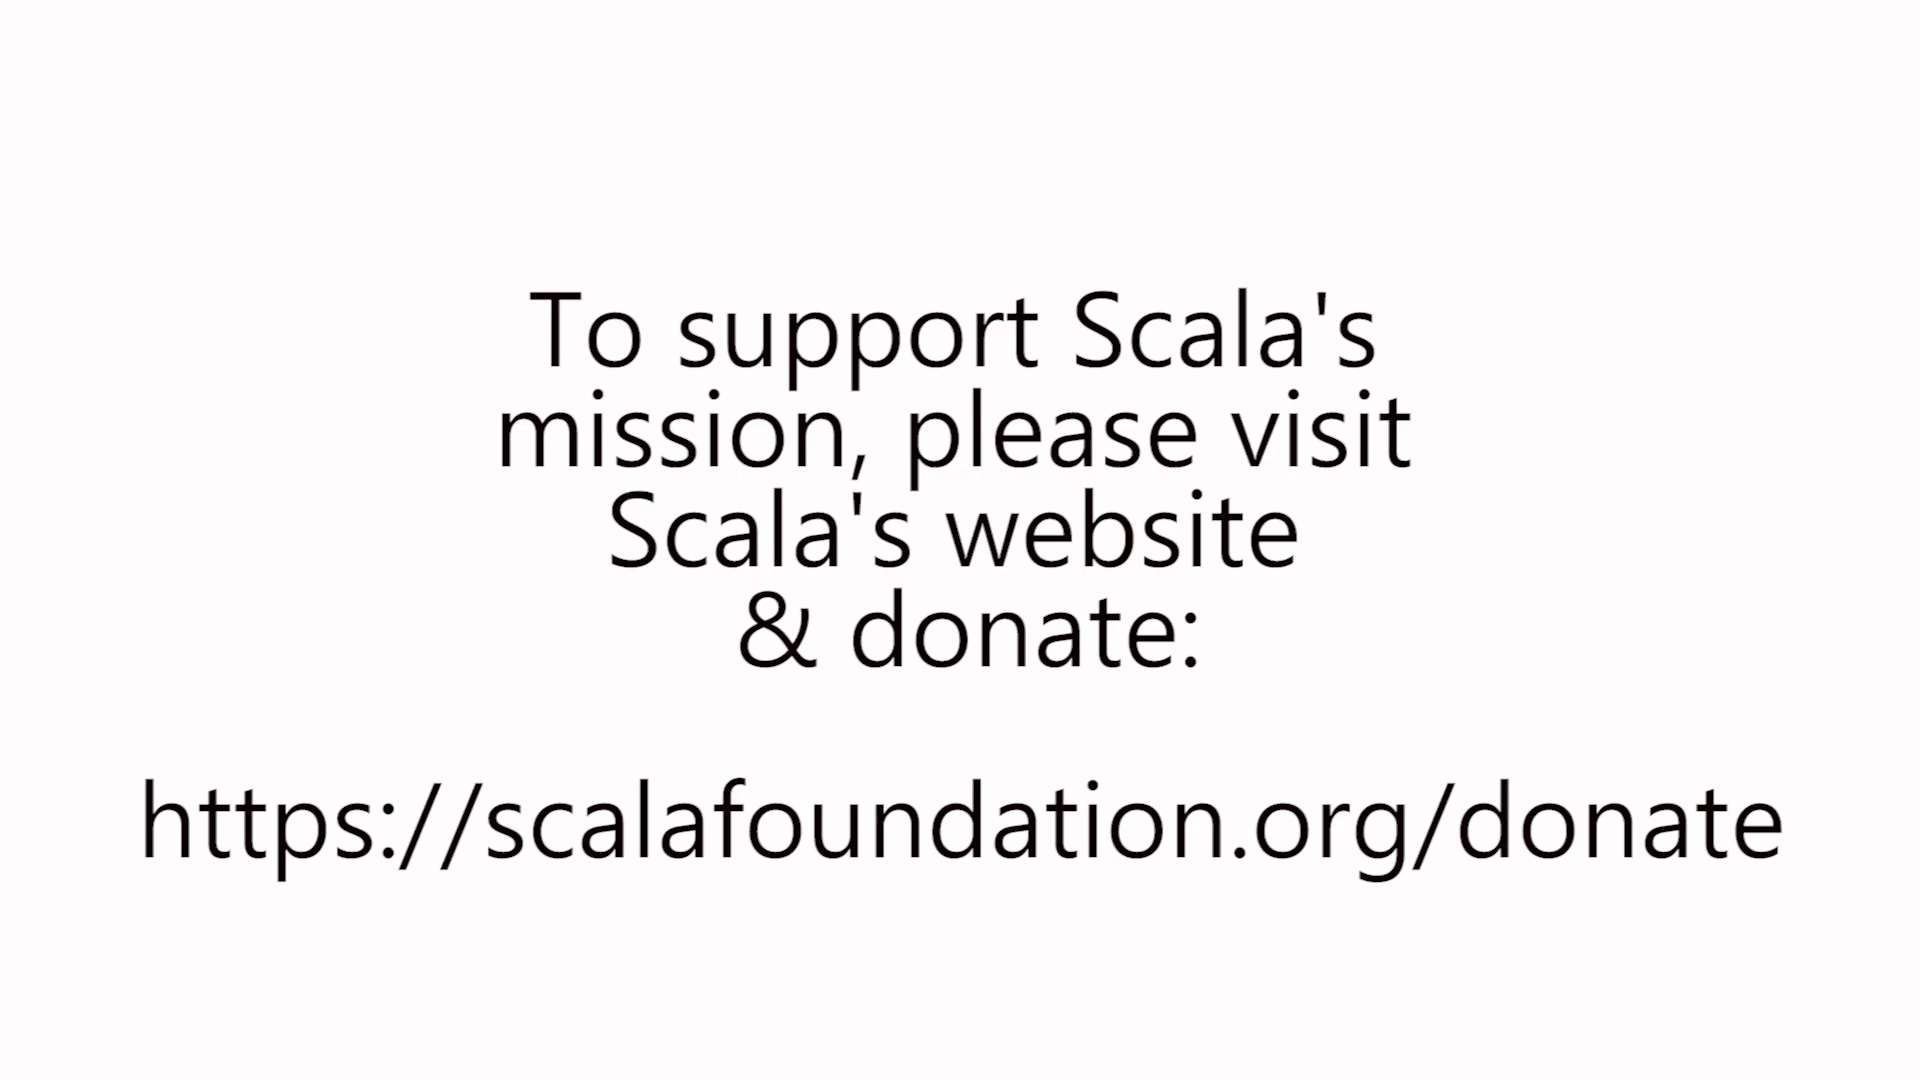 To support Scala's
mission, please visit
Scala's website
& donate:
https://scalafoundation.org/donate